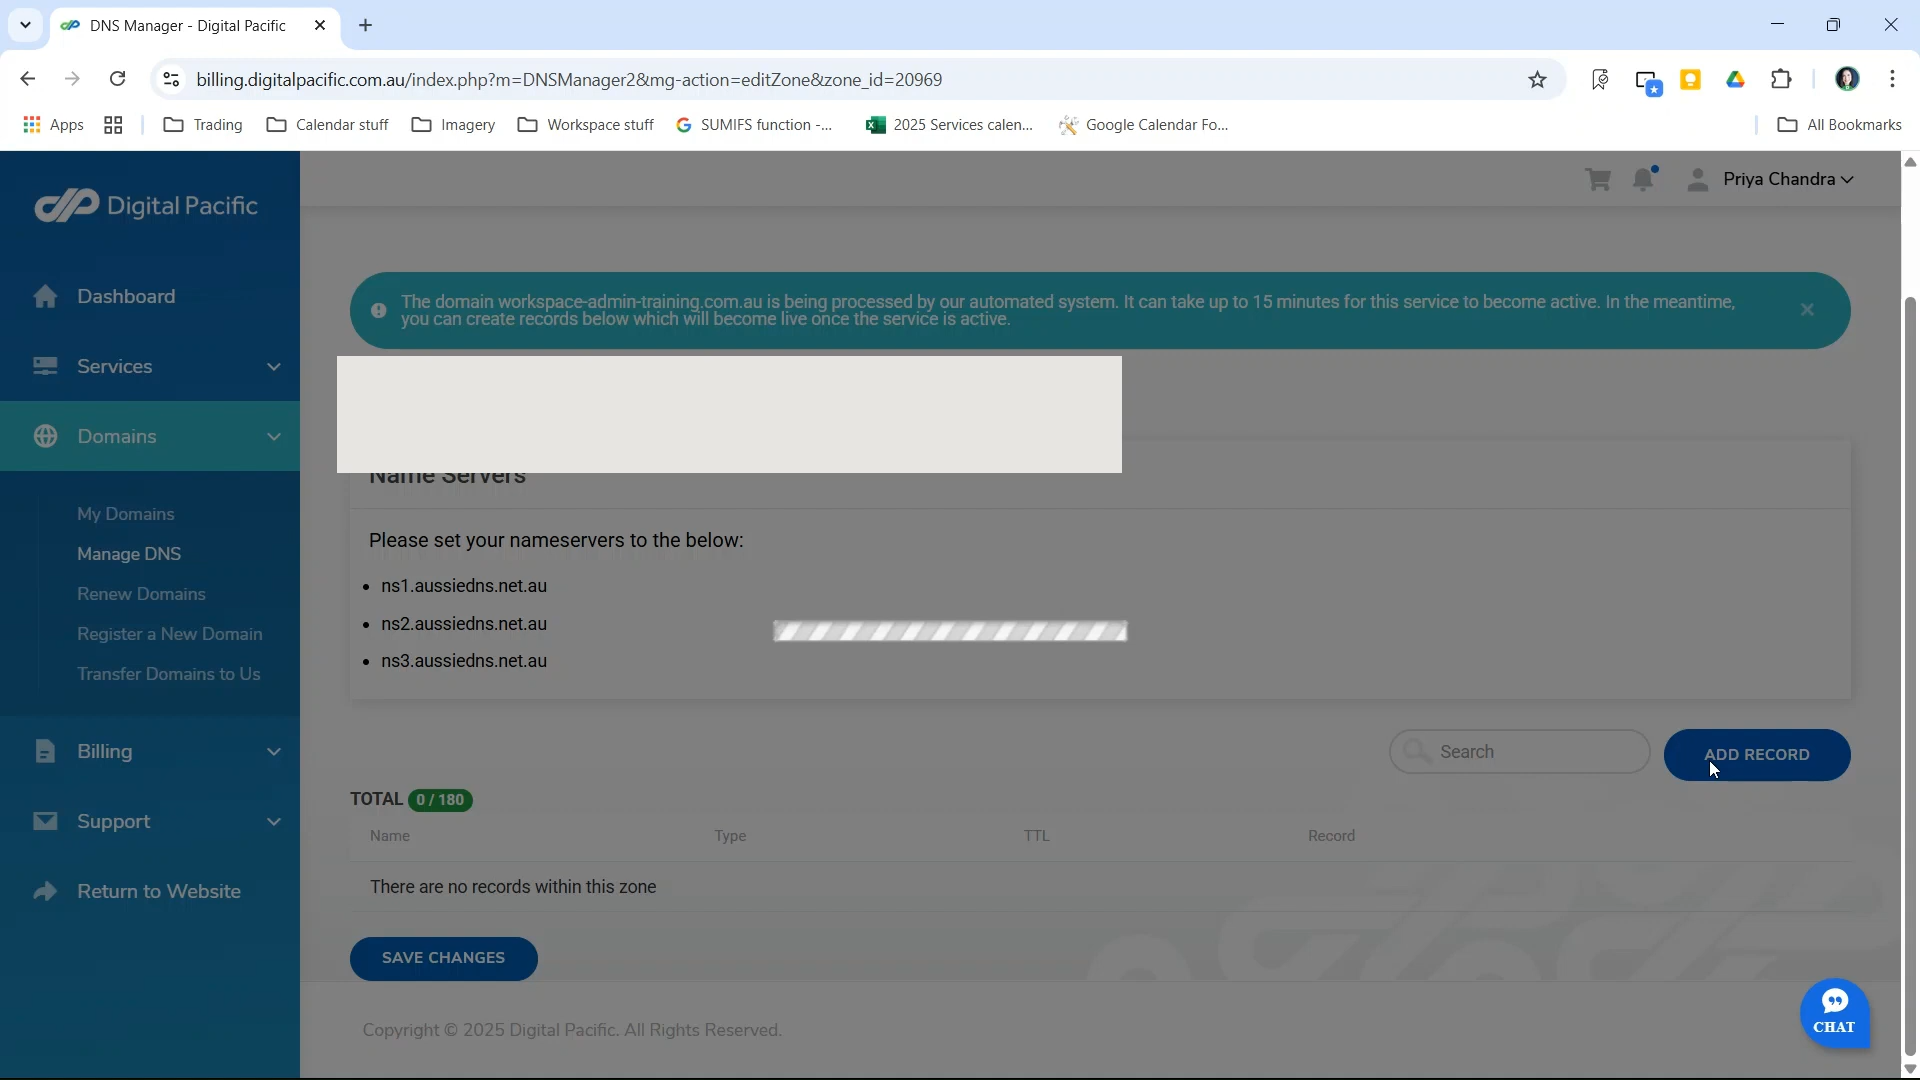 DNS Manager - Digital Pacific
billing.digitalpacific.com.au/index.php?m=DNSManager2&mg-action=editZone&zone_id=20969
Apps
Trading
Calendar stuff
Imagery
Workspace stuff
SUMIFS function -...
2025 Services calen...
Google Calendar Fo...
All Bookmarks
Digital Pacific
Priya Chandra
Dashboard
Services
Domains
My Domains
Manage DNS
Renew Domains
Register a New Domain
Transfer Domains to Us
Billing
Support
Return to Website
The domain workspace-admin-training.com.au is being processed by our automated system. It can take up to 15 minutes for this service to become active. In the meantime,
you can create records below which will become live once the service is active.
Name Servers
Please set your nameservers to the below:
• ns1.aussiedns.net.au
• ns2.aussiedns.net.au
• ns3.aussiedns.net.au
Search
ADD RECORD
TOTAL 0 / 180
Name Type TTL Record
There are no records within this zone
SAVE CHANGES
CHAT
Copyright © 2025 Digital Pacific. All Rights Reserved.